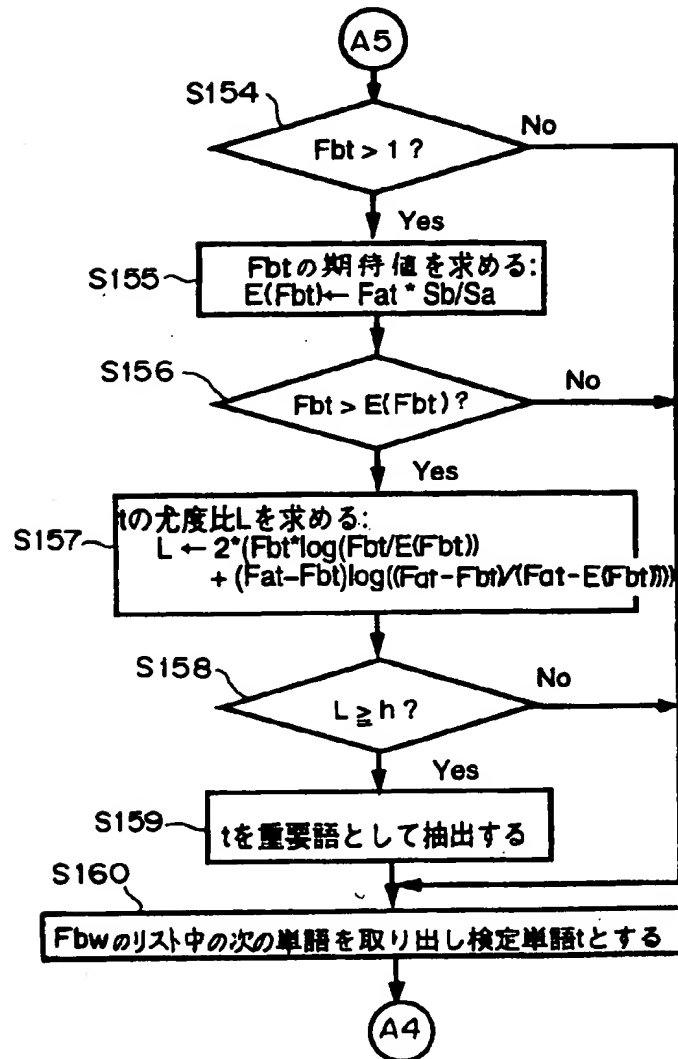 A5
S154
No
Fbt > 1 ?
Yes
S155
Fbtの期待値を求める:
E(Fbt)← Fat * Sb/Sa
S156
No
Fbt > E(Fbt) ?
Yes
tの尤度比Lを求める:
S157
L ← 2*(Fbt*log(Fbt/E(Fbt))
+ (Fat-Fbt)log((Fat-Fbt)/(Fat-E(Fbt))))
S158
No
L ≧ h ?
Yes
S159
tを重要語として抽出する
S160
Fbwのリスト中の次の単語を取り出し検定単語tとする
A4